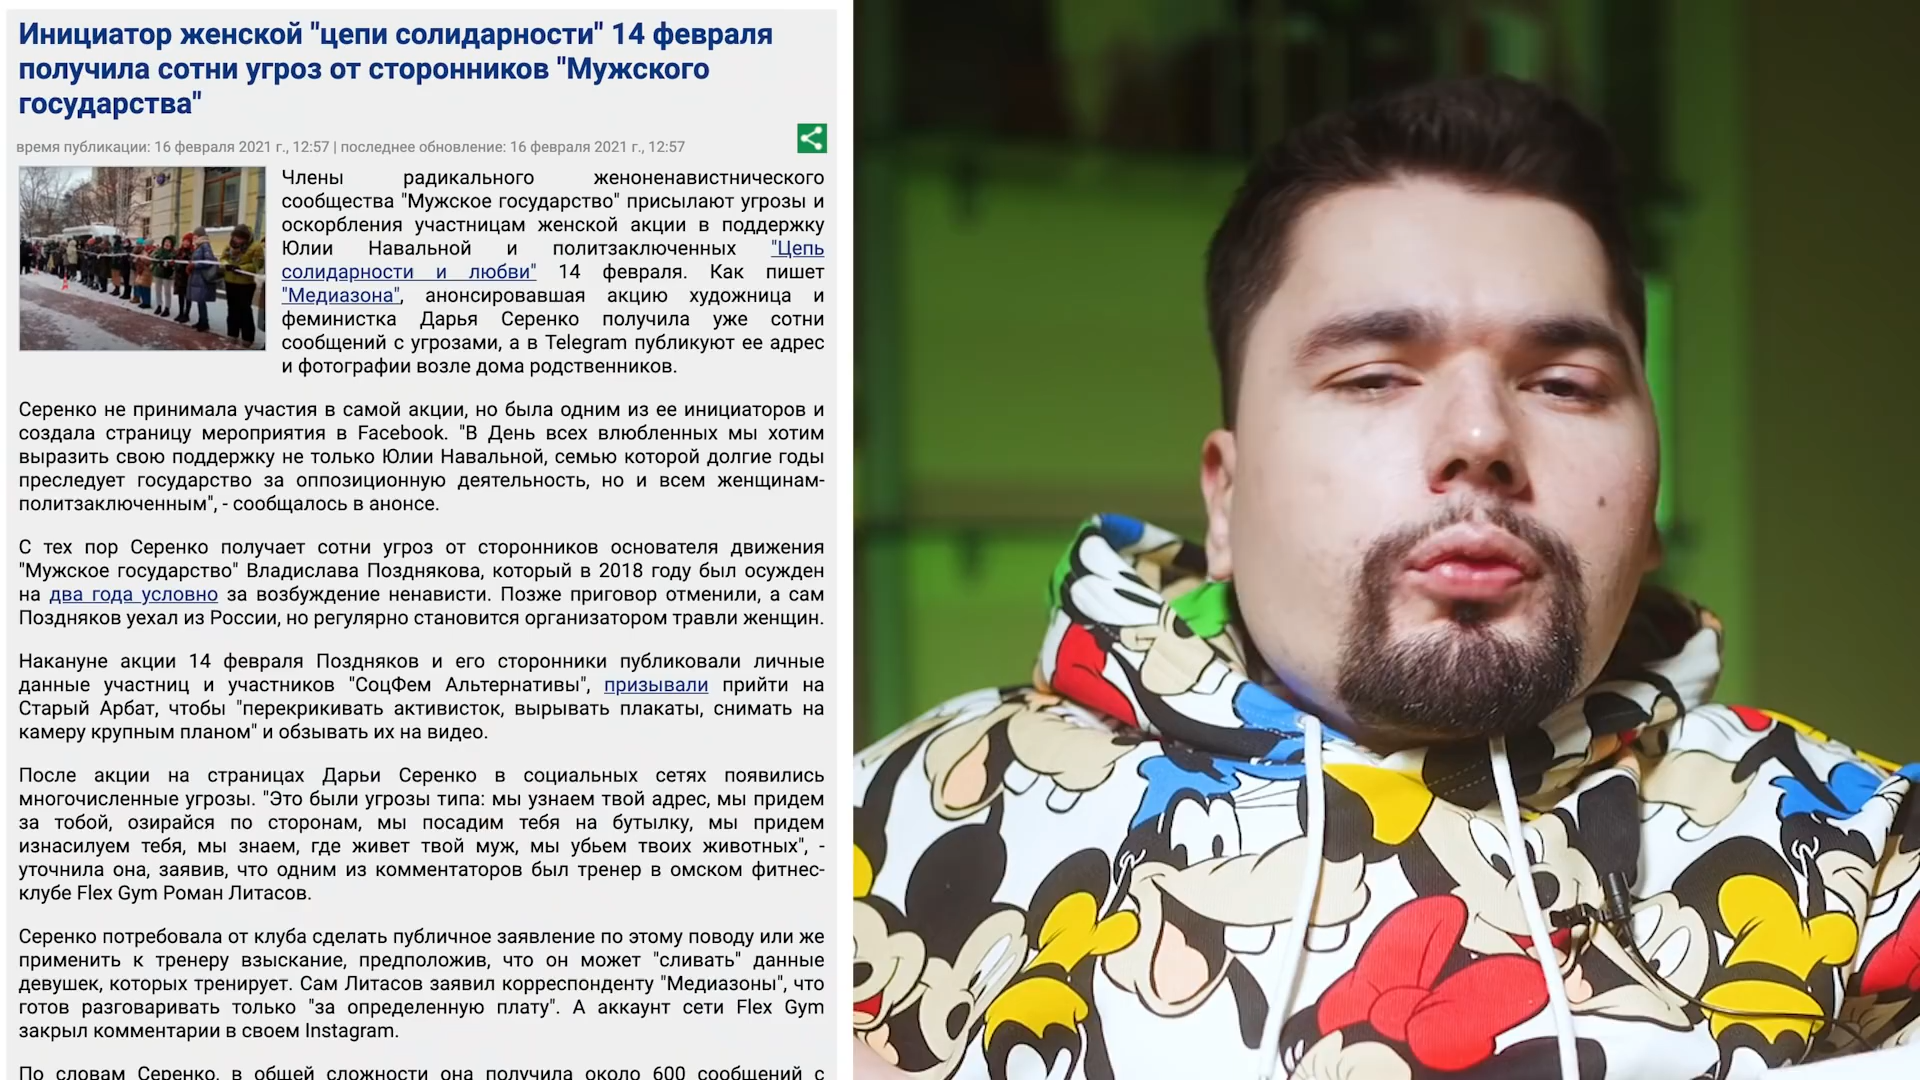 Инициатор женской "цепи солидарности" 14 февраля
получила сотни угроз от сторонников "Мужского
государства"
время публикации: 16 февраля 2021 г., 12:57 | последнее обновление: 16 февраля 2021 г., 12:57
Члены радикального женоненавистнического
сообщества "Мужское государство" присылают угрозы и
оскорбления участницам женской акции в поддержку
Юлии Навальной и политзаключенных "Цепь
солидарности и любви" 14 февраля. Как пишет
"Медиазона", анонсировавшая акцию художница и
феминистка Дарья Серенко получила уже сотни
сообщений с угрозами, а в Telegram публикуют ее адрес
и фотографии возле дома родственников.
Серенко не принимала участия в самой акции, но была одним из ее инициаторов и
создала страницу мероприятия в Facebook. "В День всех влюбленных мы хотим
выразить свою поддержку не только Юлии Навальной, семью которой долгие годы
преследует государство за оппозиционную деятельность, но и всем женщинам-
политзаключенным", - сообщалось в анонсе.
С тех пор Серенко получает сотни угроз от сторонников основателя движения
"Мужское государство" Владислава Позднякова, который в 2018 году был осужден
на два года условно за возбуждение ненависти. Позже приговор отменили, а сам
Поздняков уехал из России, но регулярно становится организатором травли женщин.
Накануне акции 14 февраля Поздняков и его сторонники публиковали личные
данные участниц и участников "СоцФем Альтернативы", призывали прийти на
Старый Арбат, чтобы "перекрикивать активисток, вырывать плакаты, снимать на
камеру крупным планом" и обзывать их на видео.
После акции на страницах Дарьи Серенко в социальных сетях появились
многочисленные угрозы. "Это были угрозы типа: мы узнаем твой адрес, мы придем
за тобой, озирайся по сторонам, мы посадим тебя на бутылку, мы придем
изнасилуем тебя, мы знаем, где живет твой муж, мы убьем твоих животных", -
уточнила она, заявив, что одним из комментаторов был тренер в омском фитнес-
клубе Flex Gym Роман Литасов.
Серенко потребовала от клуба сделать публичное заявление по этому поводу или же
применить к тренеру взыскание, предположив, что он может "сливать" данные
девушек, которых тренирует. Сам Литасов заявил корреспонденту "Медиазоны", что
готов разговаривать только "за определенную плату". А аккаунт сети Flex Gym
закрыл комментарии в своем Instagram.
По словам Серенко, в общей сложности она получила около 600 сообщений с